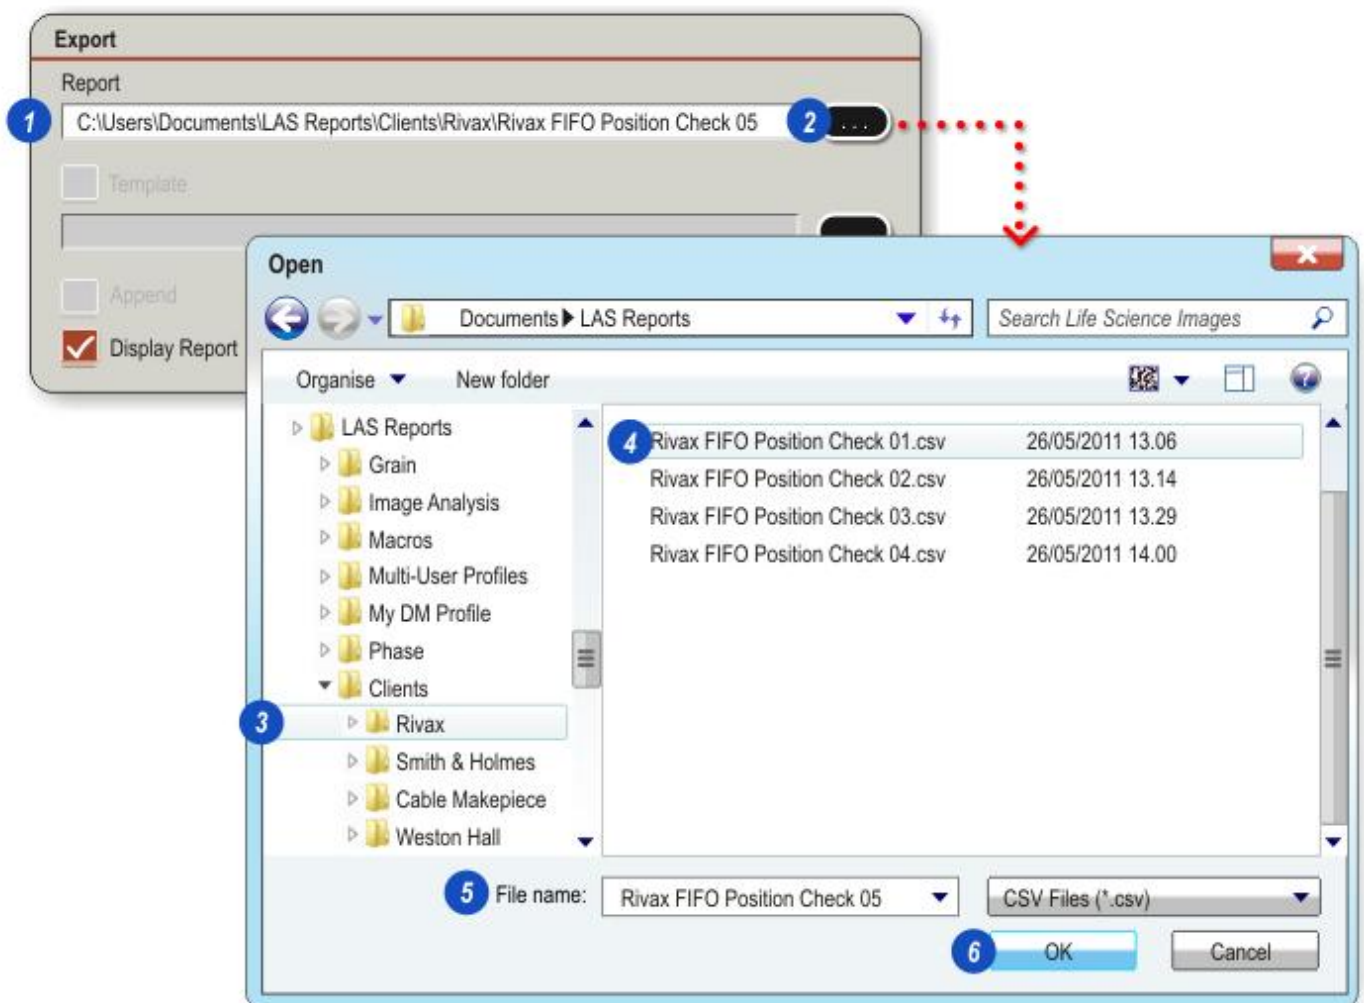 Export
Report
1 C:\Users\Documents\LAS Reports\Clients\Rivax\Rivax FIFO Position Check 05 2 ...
Template
Append
Display Report
Open
Documents LAS Reports
Search Life Science Images
Organise New folder
LAS Reports
Grain
Image Analysis
Macros
Multi-User Profiles
My DM Profile
Phase
Clients
3 Rivax
Smith & Holmes
Cable Makepiece
Weston Hall
4 Rivax FIFO Position Check 01.csv 26/05/2011 13.06
Rivax FIFO Position Check 02.csv 26/05/2011 13.14
Rivax FIFO Position Check 03.csv 26/05/2011 13.29
Rivax FIFO Position Check 04.csv 26/05/2011 14.00
5 File name: Rivax FIFO Position Check 05 CSV Files (*.csv)
6 OK Cancel